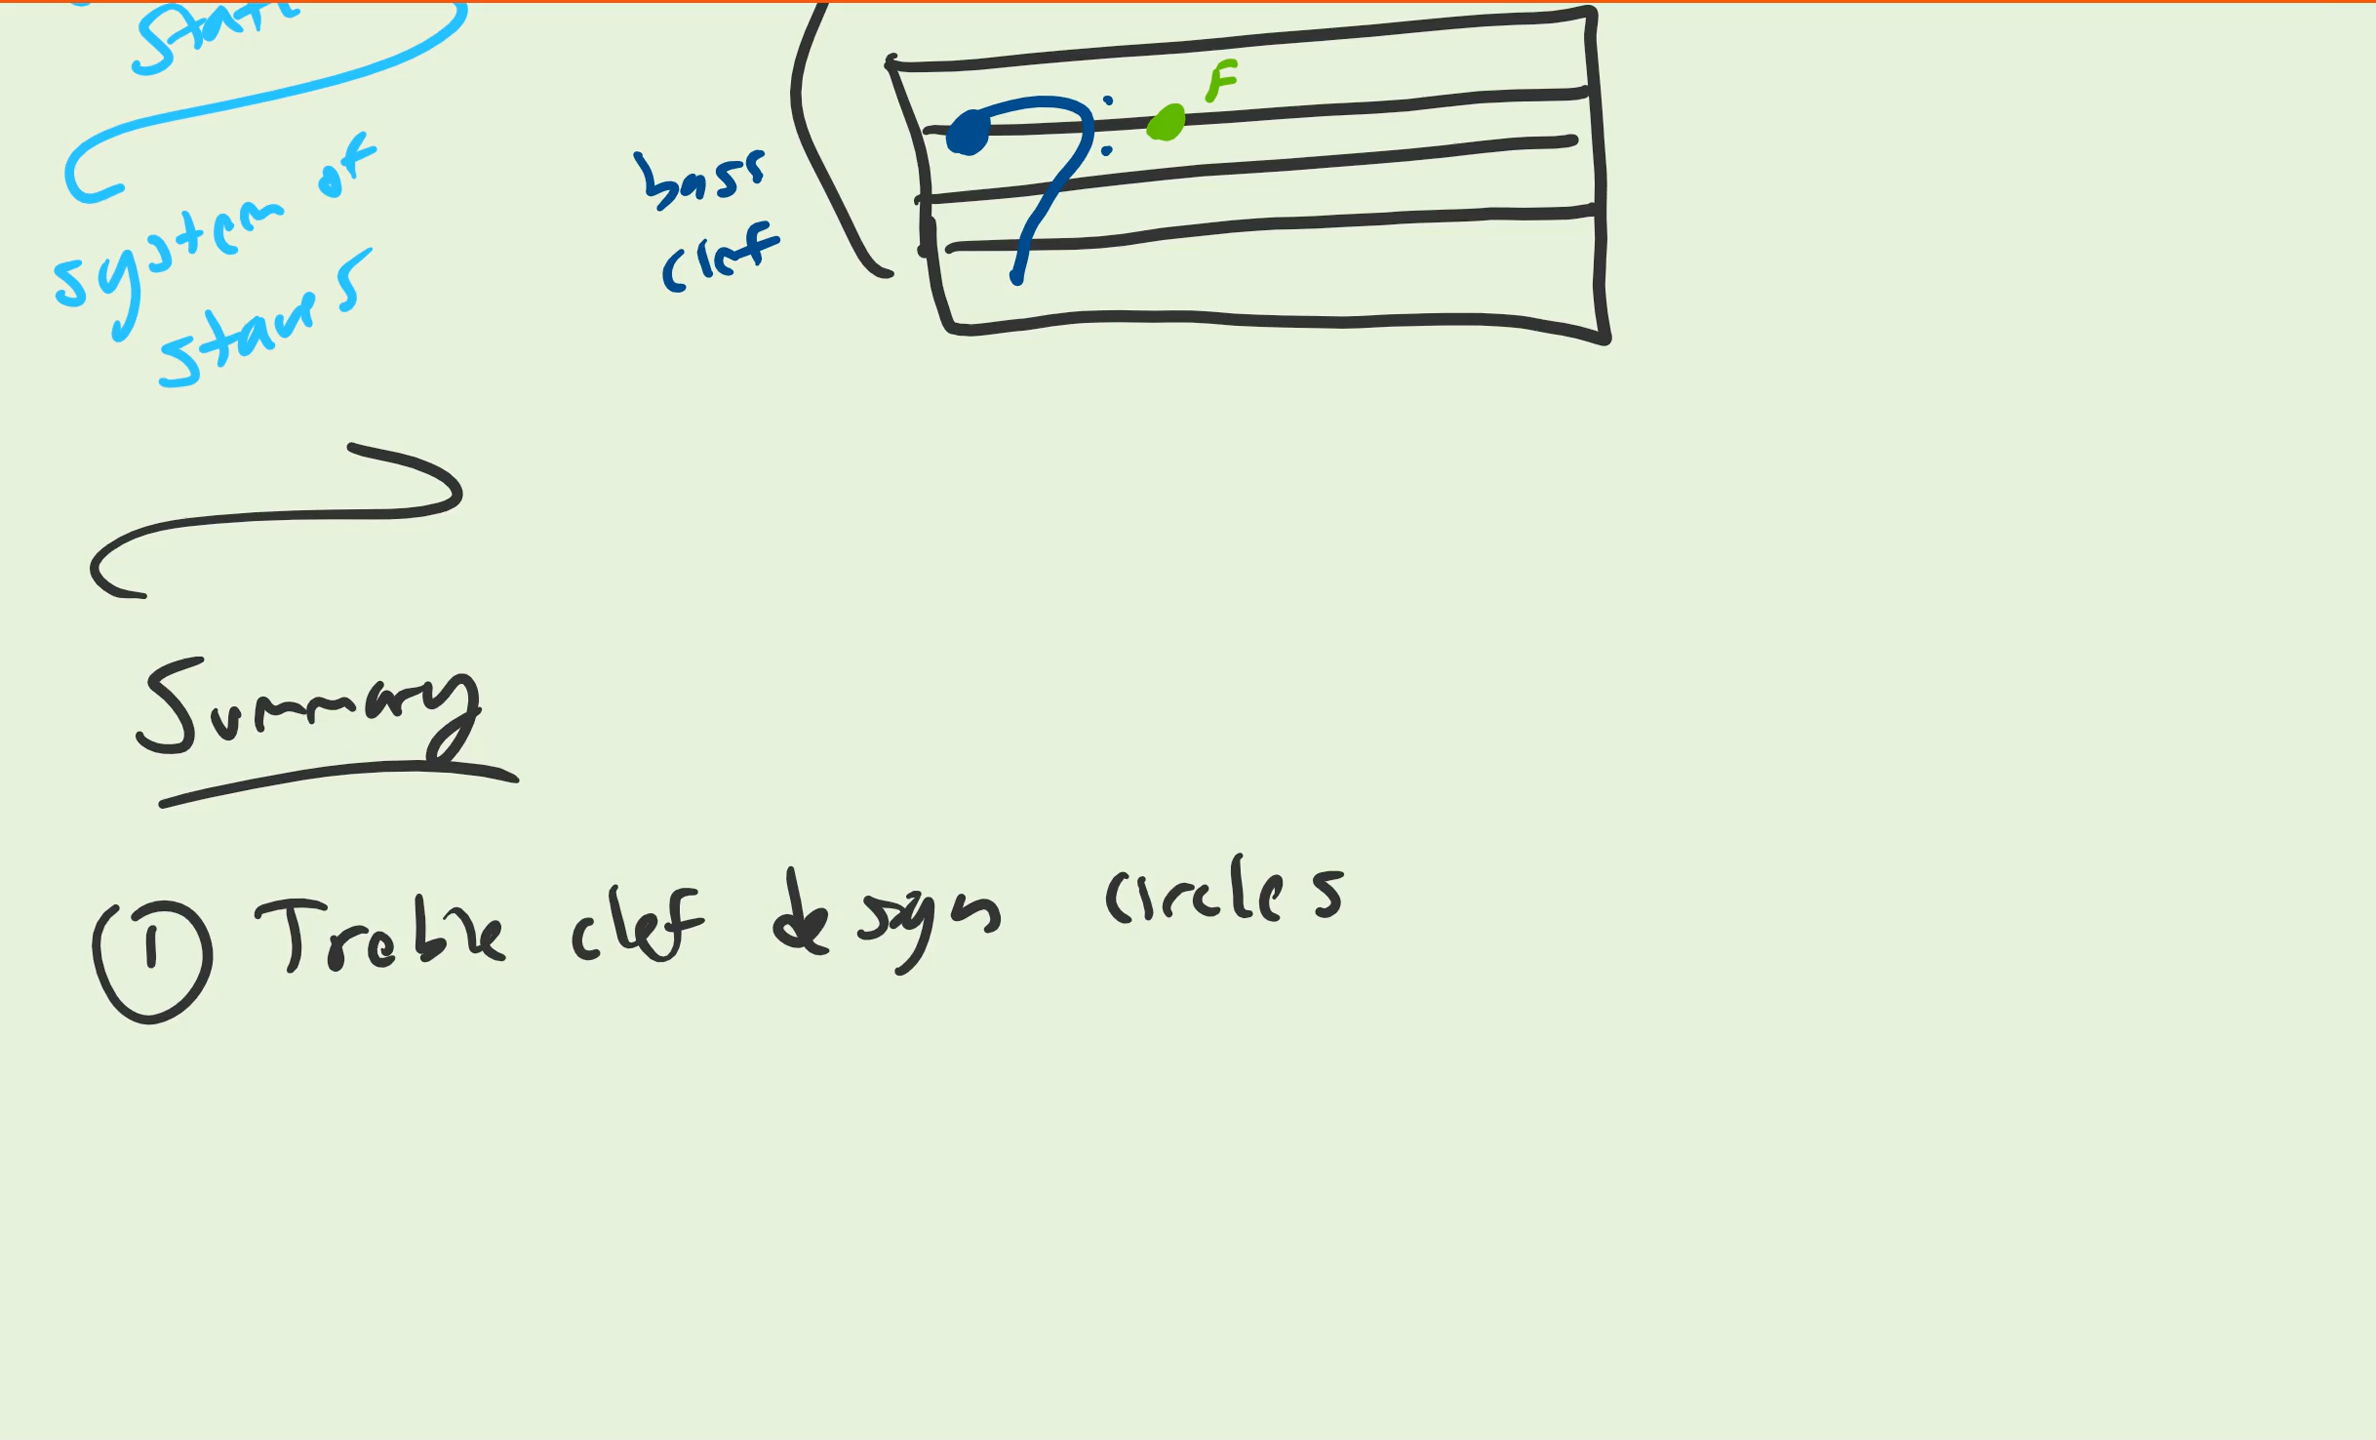 Staff
system of
staves
bass
clef
F
Summary
① Treble clef design circles